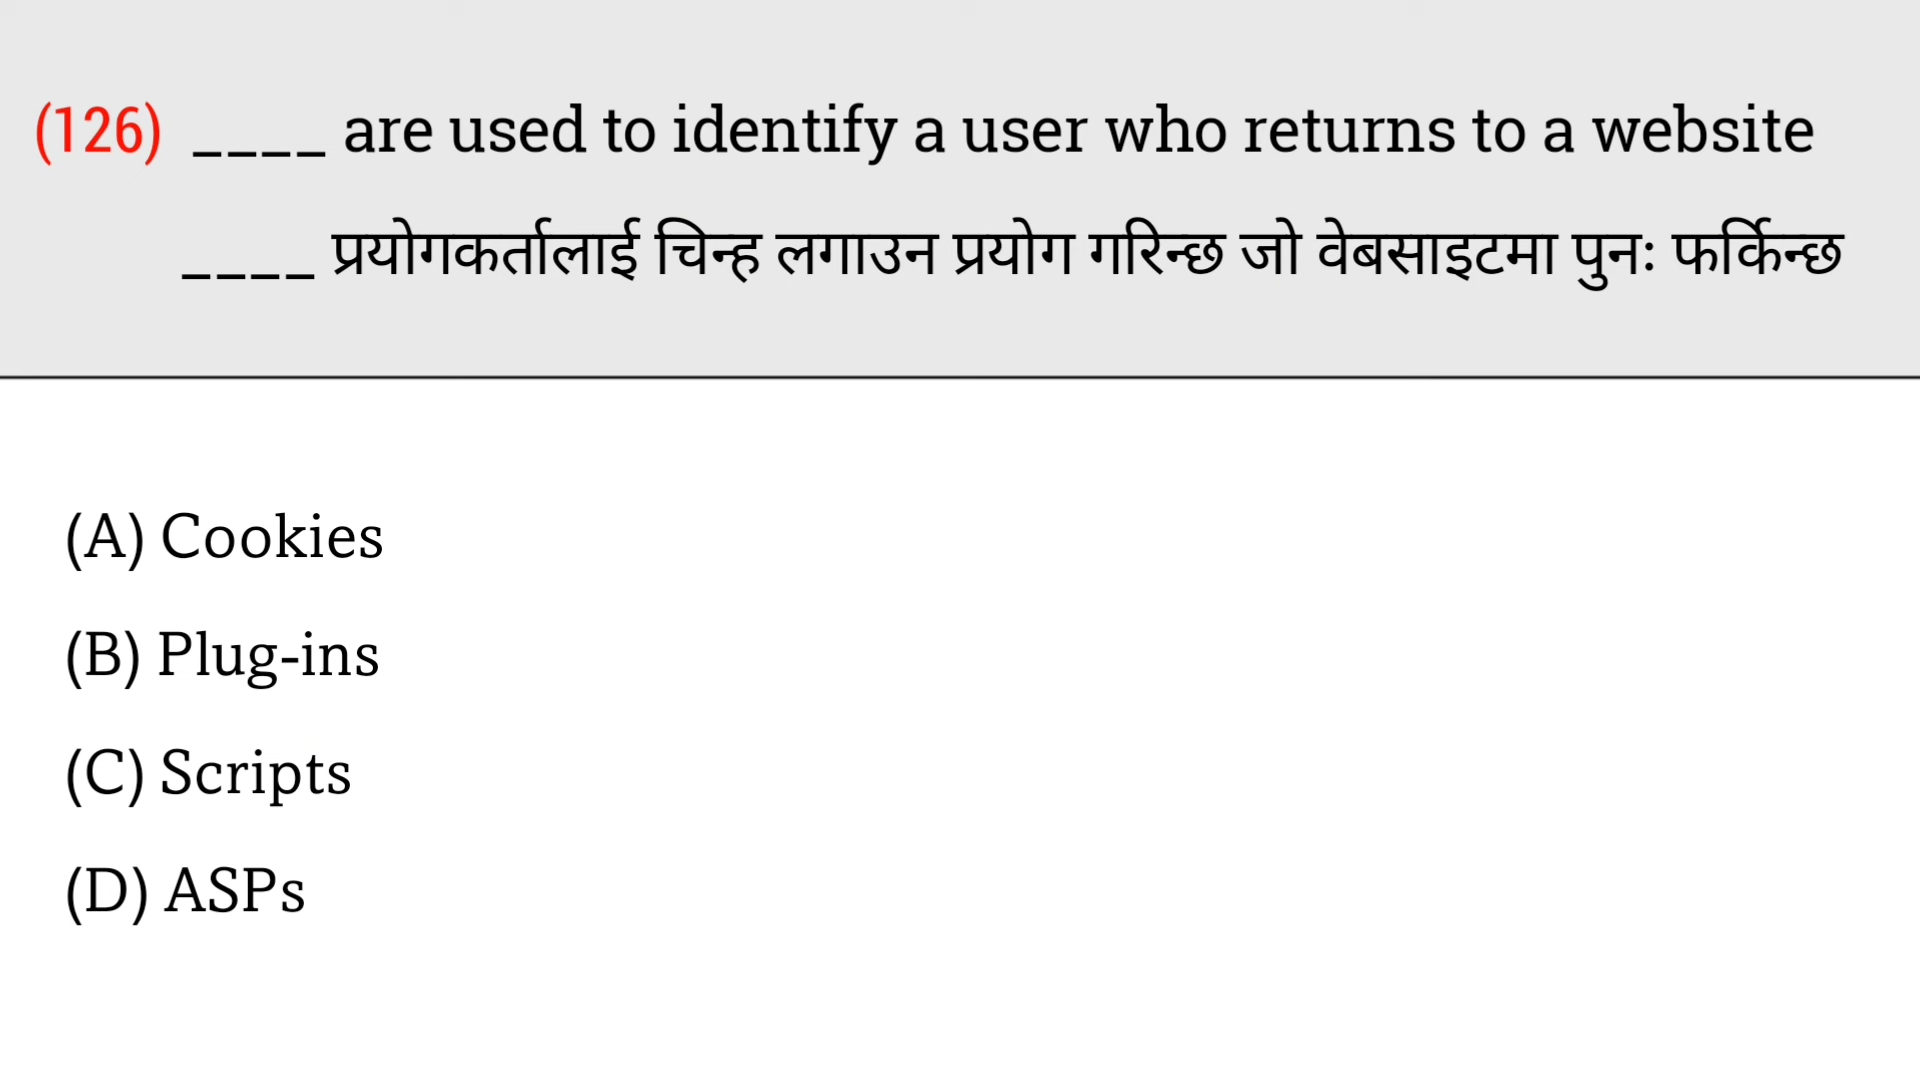 (126) ____ are used to identify a user who returns to a website
____ प्रयोगकर्तालाई चिन्ह लगाउन प्रयोग गरिन्छ जो वेबसाइटमा पुनः फर्किन्छ
(A) Cookies
(B) Plug-ins
(C) Scripts
(D) ASPs